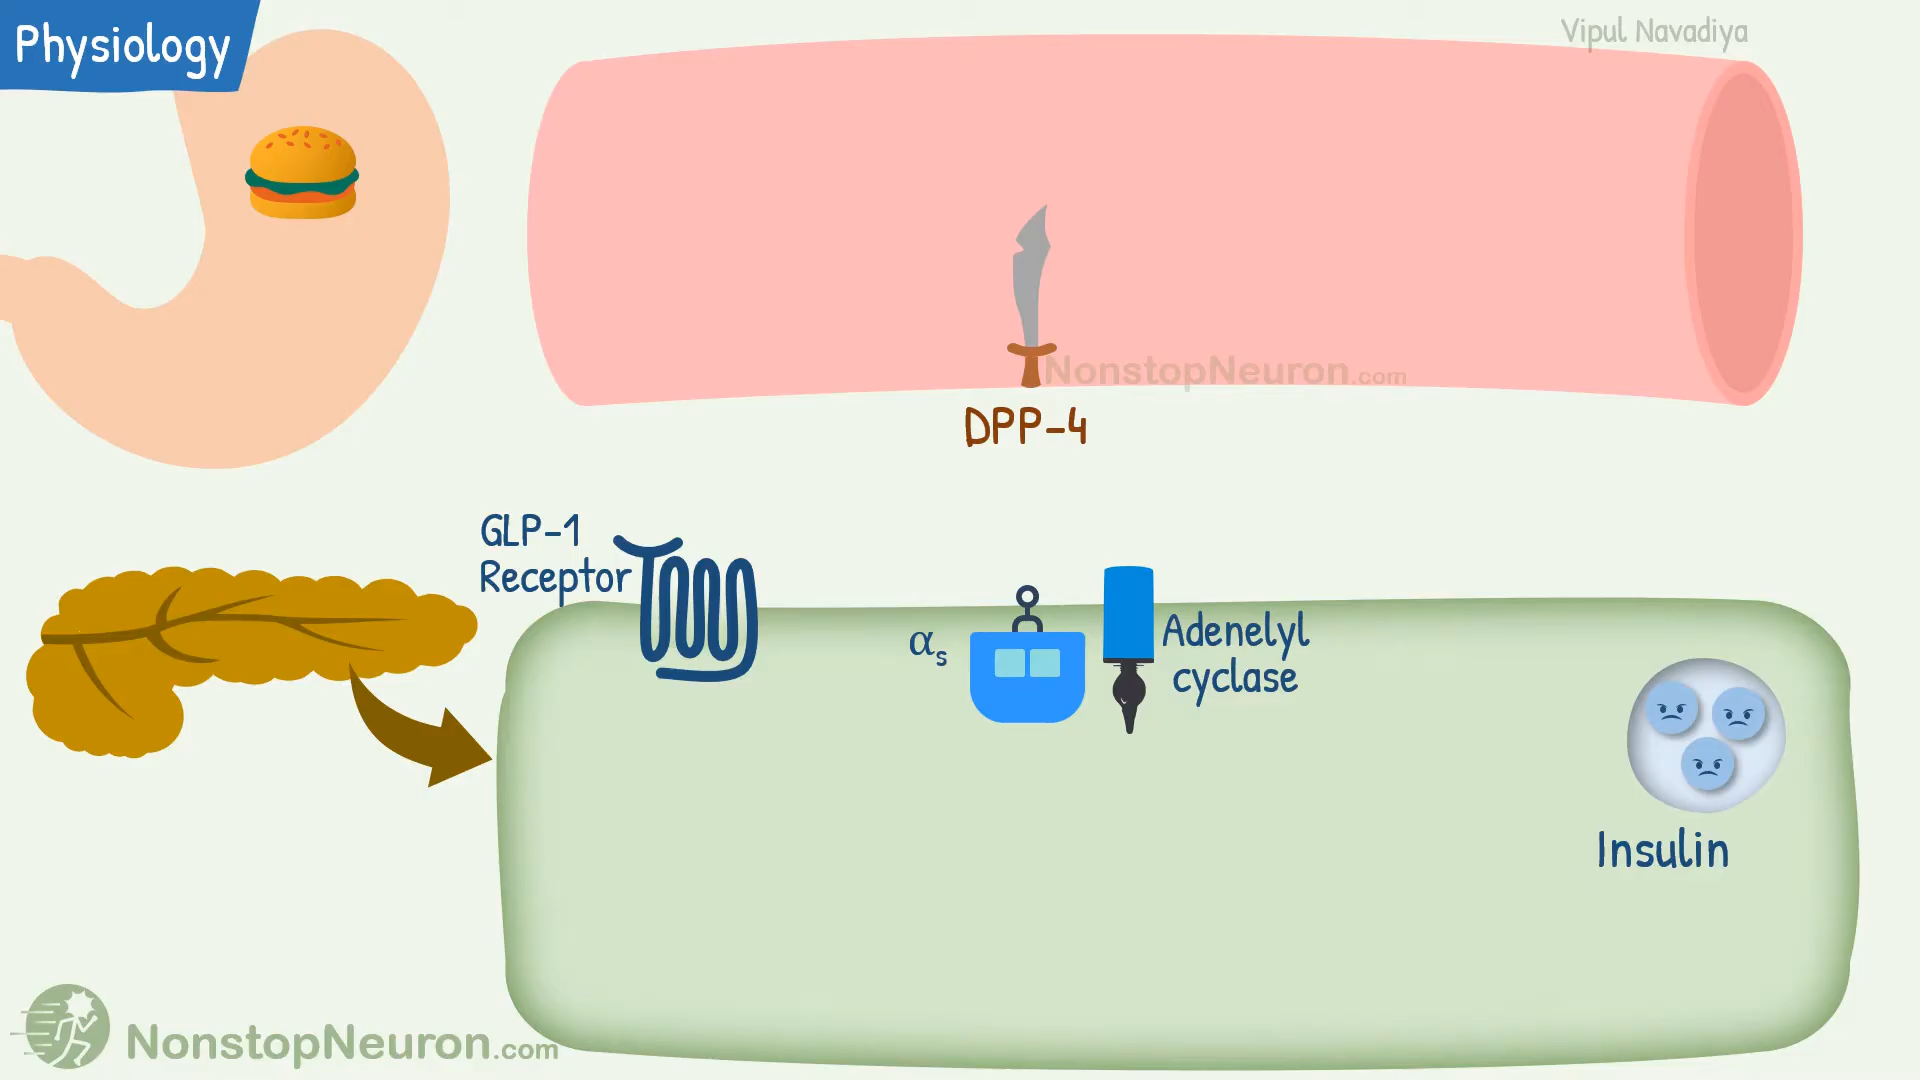 Physiology
Vipul Navadiya
NonstopNeuron.com
DPP-4
GLP-1
Receptor
αs
Adenelyl
cyclase
Insulin
NonstopNeuron.com